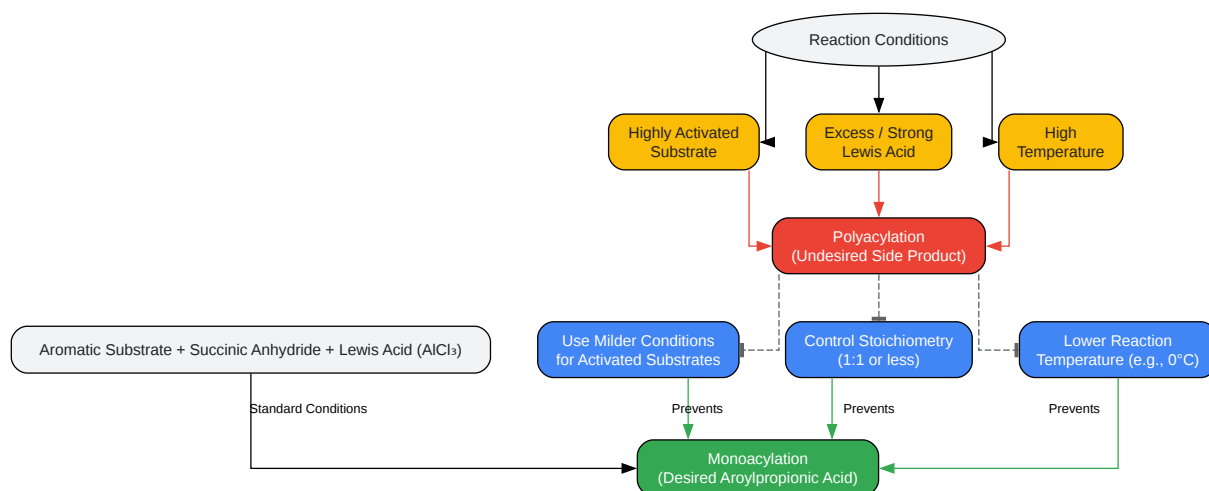 Reaction Conditions
Highly Activated
Substrate
Excess / Strong
Lewis Acid
High
Temperature
Polyacylation
(Undesired Side Product)
Aromatic Substrate + Succinic Anhydride + Lewis Acid (AlCl₃)
Use Milder Conditions
for Activated Substrates
Control Stoichiometry
(1:1 or less)
Lower Reaction
Temperature (e.g., 0°C)
Standard Conditions
Prevents
Prevents
Prevents
Monoacylation
(Desired Aroylpropionic Acid)